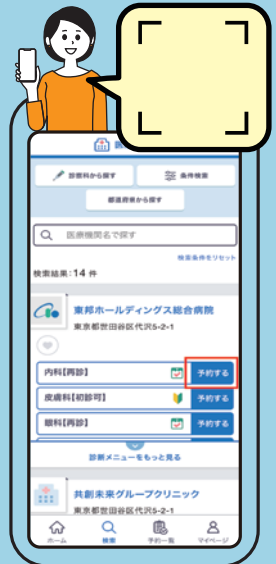 診察科から探す
条件検索
都道府県から探す
医療機関名で探す
検索条件をリセット
検索結果：14 件
東邦ホールディングス総合病院
東京都世田谷区代沢5-2-1
内科【再診】
予約する
皮膚科【初診可】
予約する
眼科【再診】
予約する
診断メニューをもっと見る
共創未来グループクリニック
東京都世田谷区代沢5-2-1
ホーム
検索
予約一覧
マイページ